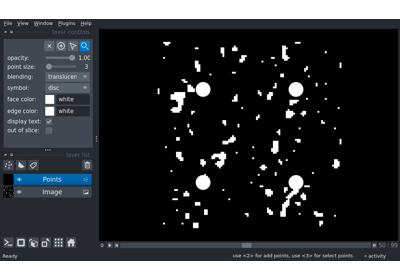 File View Window Plugins Help
layer controls
opacity: 1.00
point size: 3
blending: translucen
symbol: disc
face color: white
edge color: white
display text:
out of slice:
layer list
Points
Image
0 50 99
Ready use <2> for add points, use <3> for select points activity